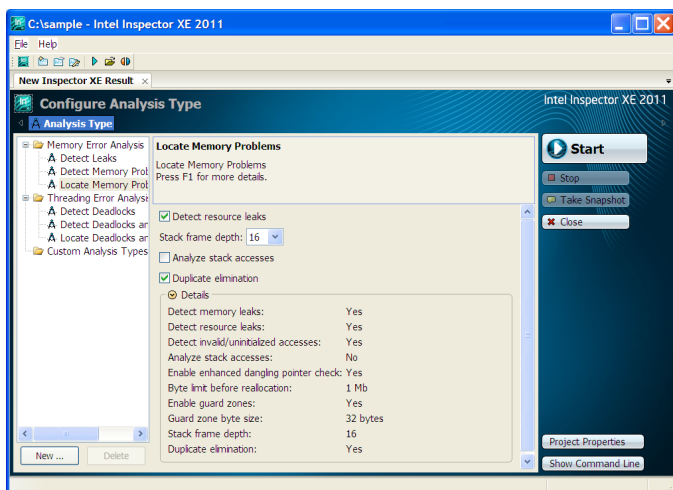 C:\sample - Intel Inspector XE 2011
File Help
New Inspector XE Result
Configure Analysis Type
Intel Inspector XE 2011
Analysis Type
Memory Error Analysis
Detect Leaks
Detect Memory Prob
Locate Memory Prob
Threading Error Analysis
Detect Deadlocks
Detect Deadlocks an
Locate Deadlocks an
Custom Analysis Types
New ...
Delete
Locate Memory Problems
Locate Memory Problems
Press F1 for more details.
Detect resource leaks
Stack frame depth: 16
Analyze stack accesses
Duplicate elimination
Details
Detect memory leaks: Yes
Detect resource leaks: Yes
Detect invalid/uninitialized accesses: Yes
Analyze stack accesses: No
Enable enhanced dangling pointer check: Yes
Byte limit before reallocation: 1 Mb
Enable guard zones: Yes
Guard zone byte size: 32 bytes
Stack frame depth: 16
Duplicate elimination: Yes
Start
Stop
Take Snapshot
Close
Project Properties
Show Command Line